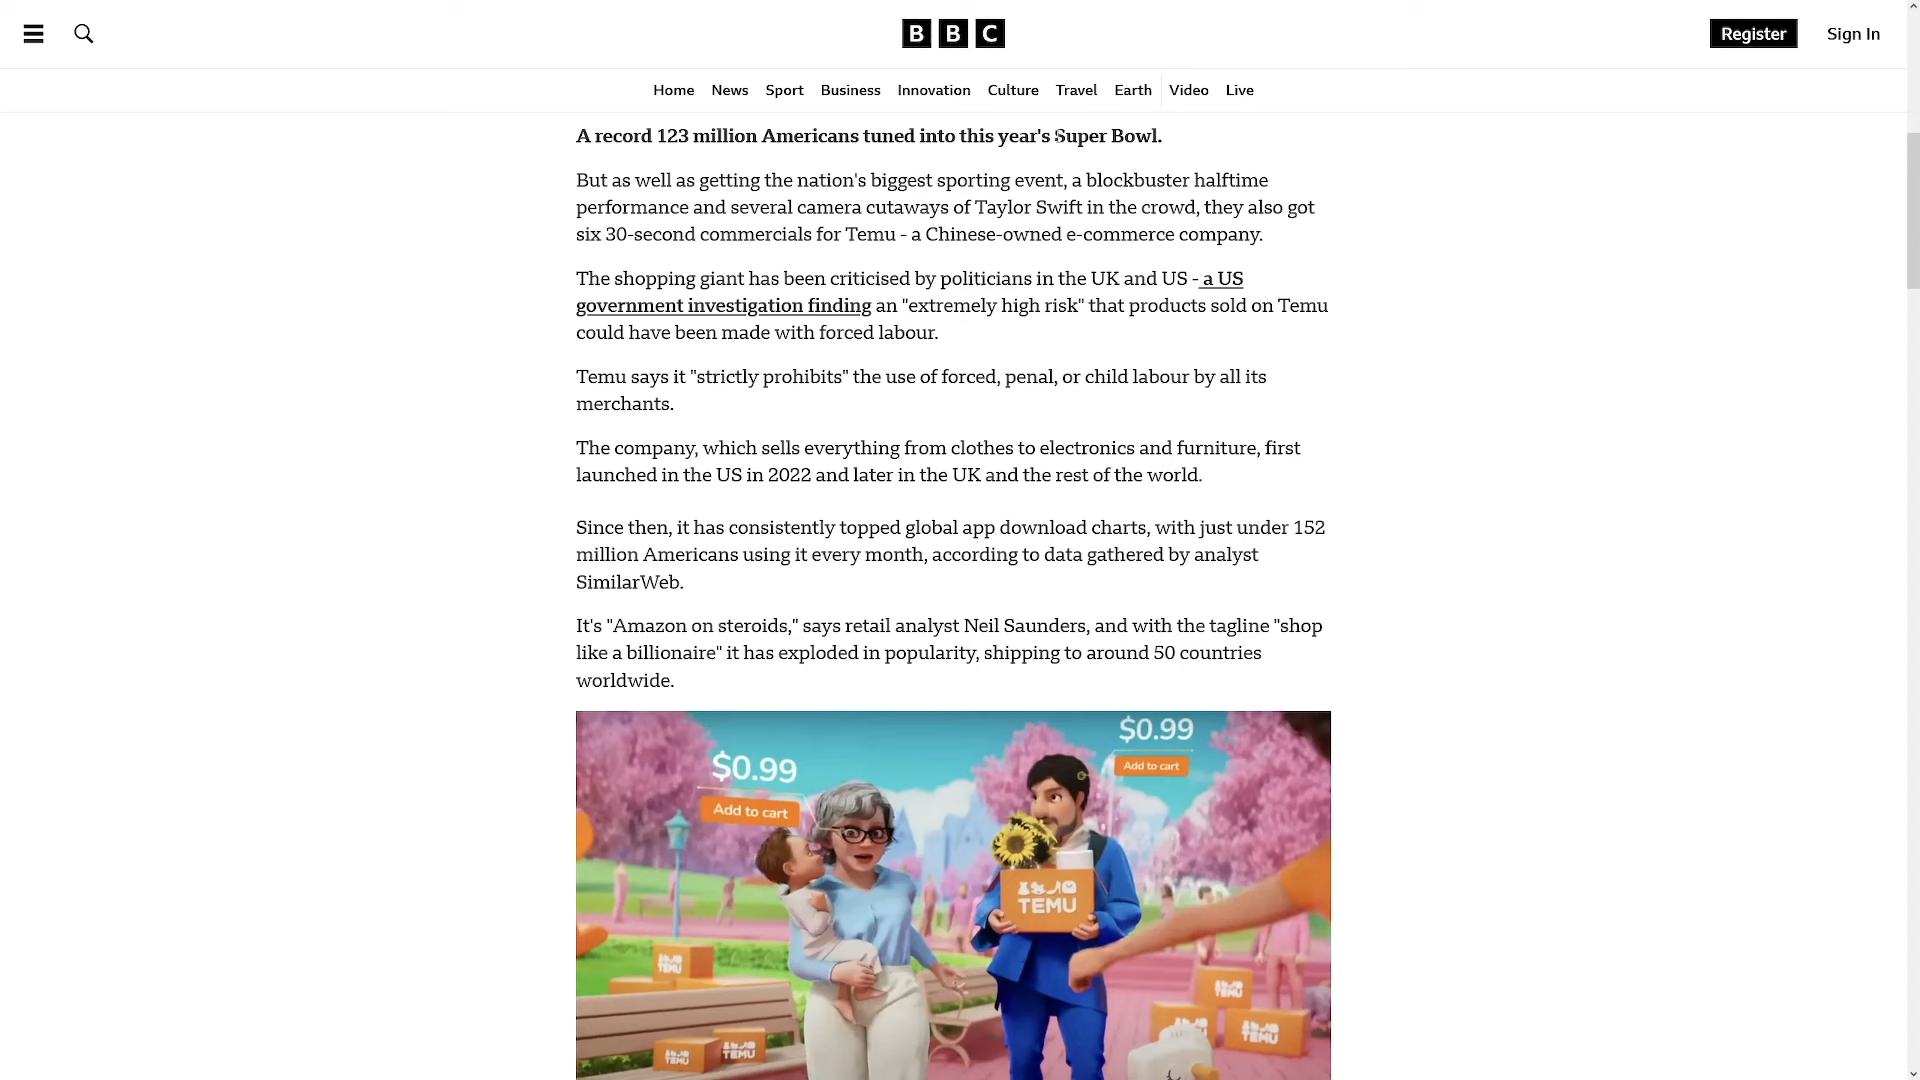 B B C
Register
Sign In
Home
News
Sport
Business
Innovation
Culture
Travel
Earth
Video
Live
A record 123 million Americans tuned into this year's Super Bowl.
But as well as getting the nation's biggest sporting event, a blockbuster halftime
performance and several camera cutaways of Taylor Swift in the crowd, they also got
six 30-second commercials for Temu - a Chinese-owned e-commerce company.
The shopping giant has been criticised by politicians in the UK and US - a US
government investigation finding an "extremely high risk" that products sold on Temu
could have been made with forced labour.
Temu says it "strictly prohibits" the use of forced, penal, or child labour by all its
merchants.
The company, which sells everything from clothes to electronics and furniture, first
launched in the US in 2022 and later in the UK and the rest of the world.
Since then, it has consistently topped global app download charts, with just under 152
million Americans using it every month, according to data gathered by analyst
SimilarWeb.
It's "Amazon on steroids," says retail analyst Neil Saunders, and with the tagline "shop
like a billionaire" it has exploded in popularity, shipping to around 50 countries
worldwide.
$0.99
Add to cart
$0.99
Add to cart
TEMU
TEMU
TEMU
TEMU
TEMU
TEMU